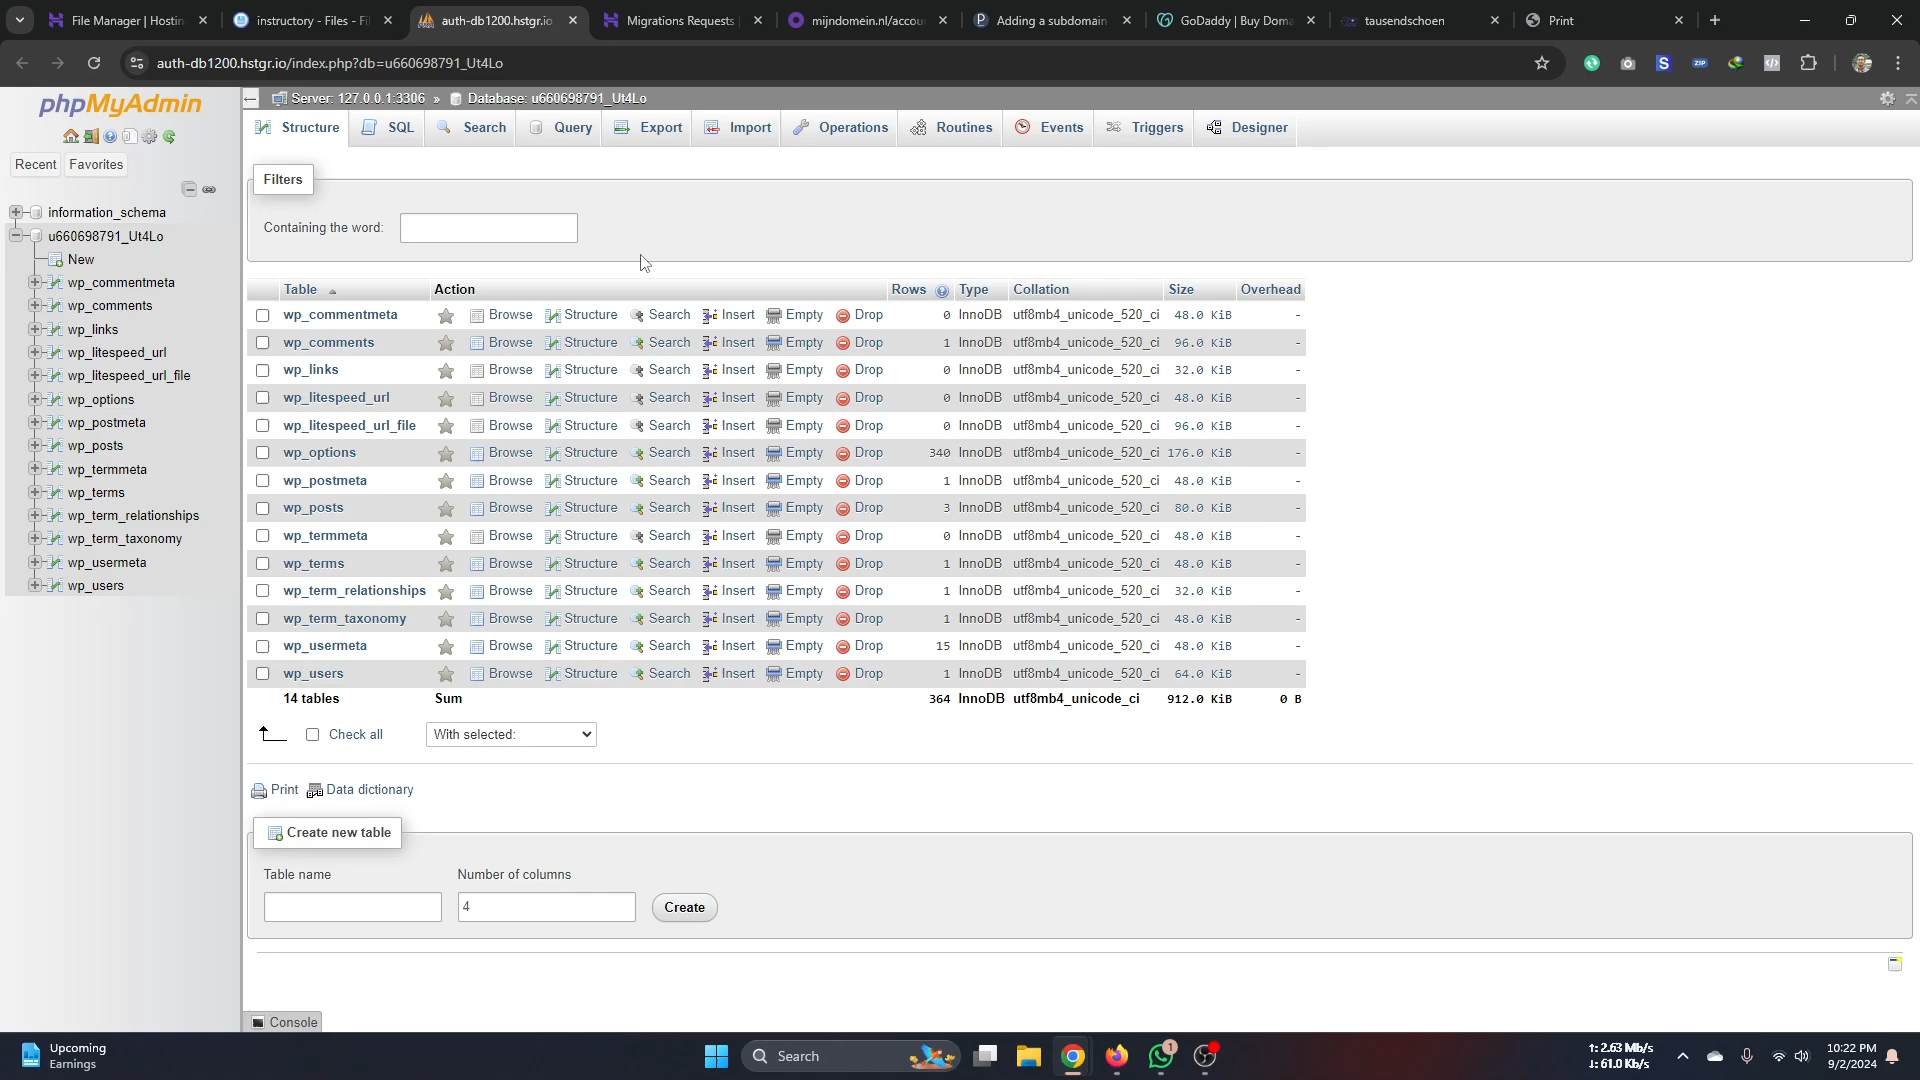 File Manager | Hostin
instructory - Files - Fi
auth-db1200.hstgr.io
Migrations Requests
mijndomein.nl/accou
Adding a subdomain
GoDaddy | Buy Doma
tausendschoen
Print
auth-db1200.hstgr.io/index.php?db=u660698791_Ut4Lo
phpMyAdmin
Recent Favorites
information_schema
u660698791_Ut4Lo
New
wp_commentmeta
wp_comments
wp_links
wp_litespeed_url
wp_litespeed_url_file
wp_options
wp_postmeta
wp_posts
wp_termmeta
wp_terms
wp_term_relationships
wp_term_taxonomy
wp_usermeta
wp_users
Server: 127.0.0.1:3306 » Database: u660698791_Ut4Lo
Structure SQL Search Query Export Import Operations Routines Events Triggers Designer
Filters
Containing the word:
Table Action Rows Type Collation Size Overhead
wp_commentmeta Browse Structure Search Insert Empty Drop 0 InnoDB utf8mb4_unicode_520_ci 48.0 KiB -
wp_comments Browse Structure Search Insert Empty Drop 1 InnoDB utf8mb4_unicode_520_ci 96.0 KiB -
wp_links Browse Structure Search Insert Empty Drop 0 InnoDB utf8mb4_unicode_520_ci 32.0 KiB -
wp_litespeed_url Browse Structure Search Insert Empty Drop 0 InnoDB utf8mb4_unicode_520_ci 48.0 KiB -
wp_litespeed_url_file Browse Structure Search Insert Empty Drop 0 InnoDB utf8mb4_unicode_520_ci 96.0 KiB -
wp_options Browse Structure Search Insert Empty Drop 340 InnoDB utf8mb4_unicode_520_ci 176.0 KiB -
wp_postmeta Browse Structure Search Insert Empty Drop 1 InnoDB utf8mb4_unicode_520_ci 48.0 KiB -
wp_posts Browse Structure Search Insert Empty Drop 3 InnoDB utf8mb4_unicode_520_ci 80.0 KiB -
wp_termmeta Browse Structure Search Insert Empty Drop 0 InnoDB utf8mb4_unicode_520_ci 48.0 KiB -
wp_terms Browse Structure Search Insert Empty Drop 1 InnoDB utf8mb4_unicode_520_ci 48.0 KiB -
wp_term_relationships Browse Structure Search Insert Empty Drop 1 InnoDB utf8mb4_unicode_520_ci 32.0 KiB -
wp_term_taxonomy Browse Structure Search Insert Empty Drop 1 InnoDB utf8mb4_unicode_520_ci 48.0 KiB -
wp_usermeta Browse Structure Search Insert Empty Drop 15 InnoDB utf8mb4_unicode_520_ci 48.0 KiB -
wp_users Browse Structure Search Insert Empty Drop 1 InnoDB utf8mb4_unicode_520_ci 64.0 KiB -
14 tables Sum 364 InnoDB utf8mb4_unicode_ci 912.0 KiB 0 B
Check all With selected:
Print Data dictionary
Create new table
Table name Number of columns
4 Create
Console
Upcoming
Earnings
Search
1
↑: 2.63 Mb/s
↓: 61.0 Kb/s
10:22 PM
9/2/2024